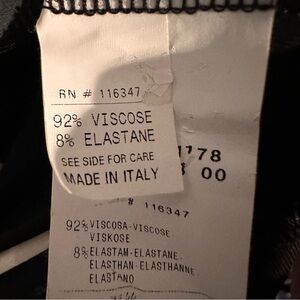 RN # 116347
92% VISCOSE
8% ELASTANE
SEE SIDE FOR CARE
MADE IN ITALY
1178
00
# 116347
92% VISCOSA-VISCOSE
VISKOSE
8% ELASTAM-ELASTANE
ELASTHAN-ELASTHANNE
ELASTANO